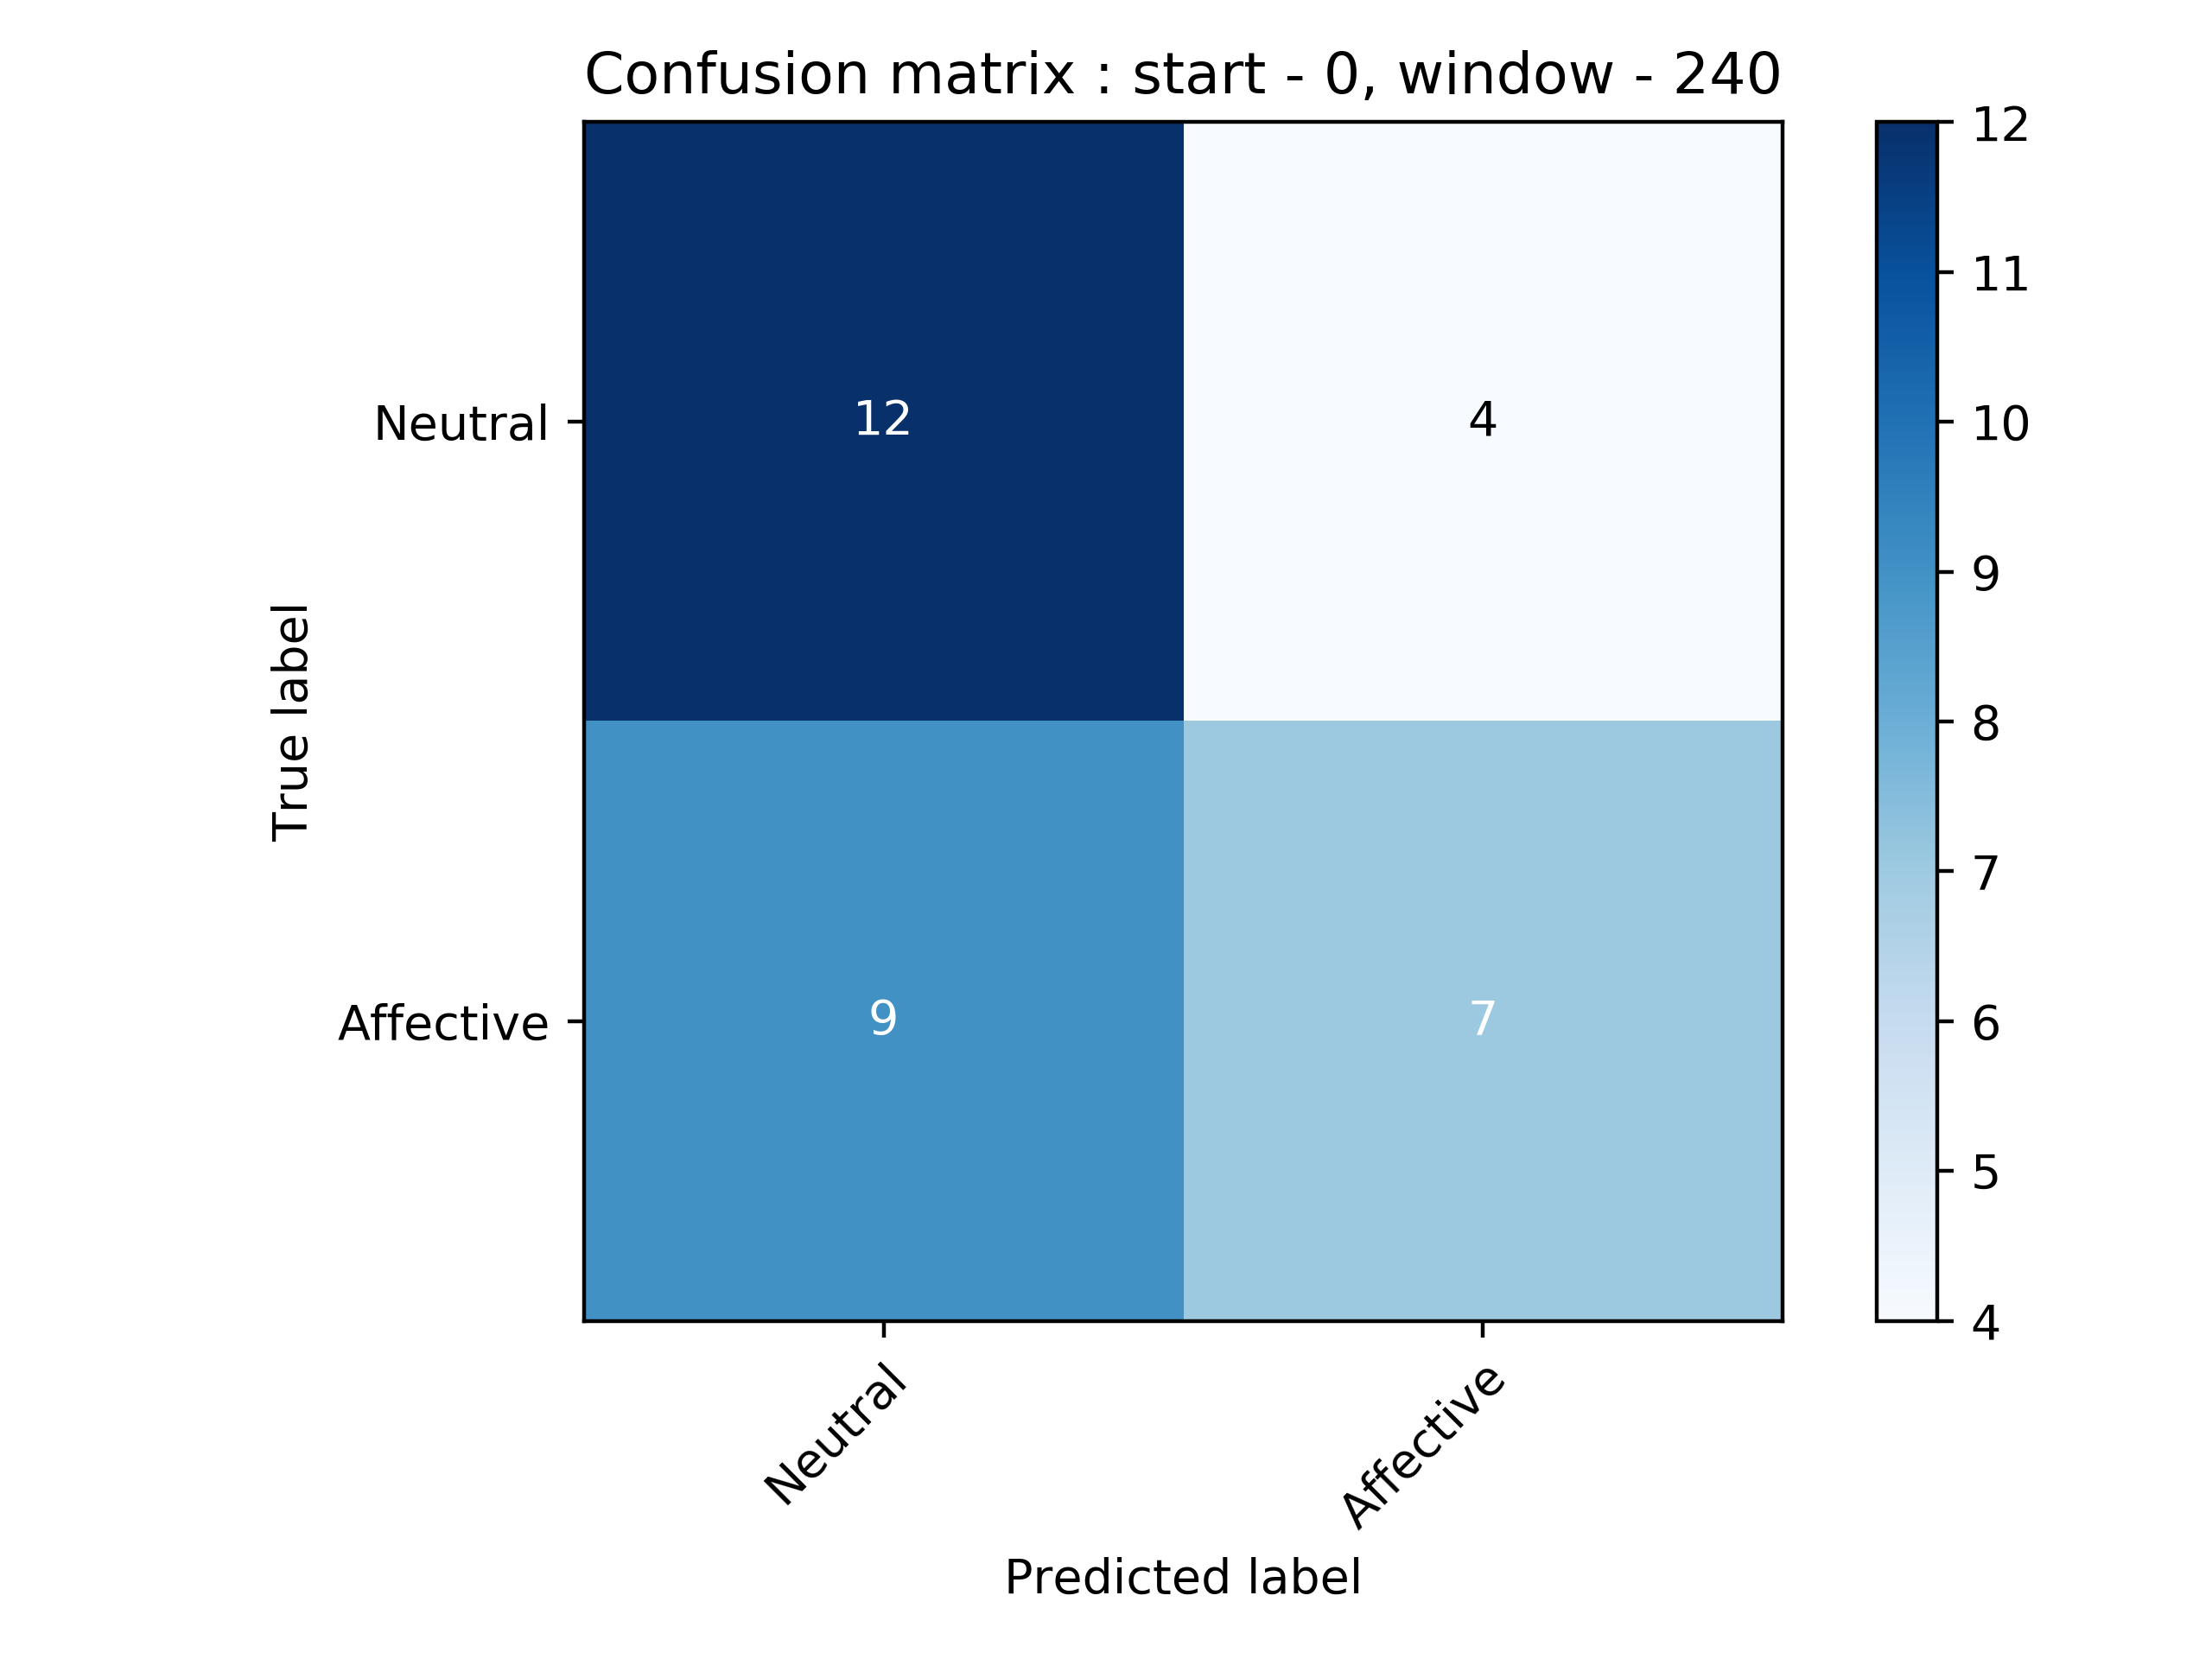 Confusion matrix : start - 0, window - 240
12
11
10
9
8
7
6
5
4
True label
Neutral
12
4
Affective
9
7
Neutral
Affective
Predicted label